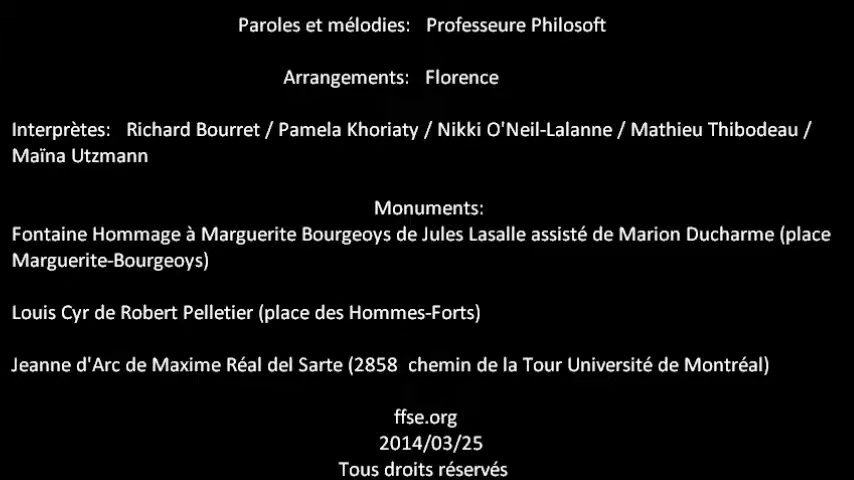 Paroles et mélodies: Professeure Philosoft
Arrangements: Florence
Interprètes: Richard Bourret / Pamela Khoriaty / Nikki O'Neil-Lalanne / Mathieu Thibodeau /
Maïna Utzmann
Monuments:
Fontaine Hommage à Marguerite Bourgeoys de Jules Lasalle assisté de Marion Ducharme (place
Marguerite-Bourgeoys)
Louis Cyr de Robert Pelletier (place des Hommes-Forts)
Jeanne d'Arc de Maxime Réal del Sarte (2858 chemin de la Tour Université de Montréal)
ffse.org
2014/03/25
Tous droits réservés